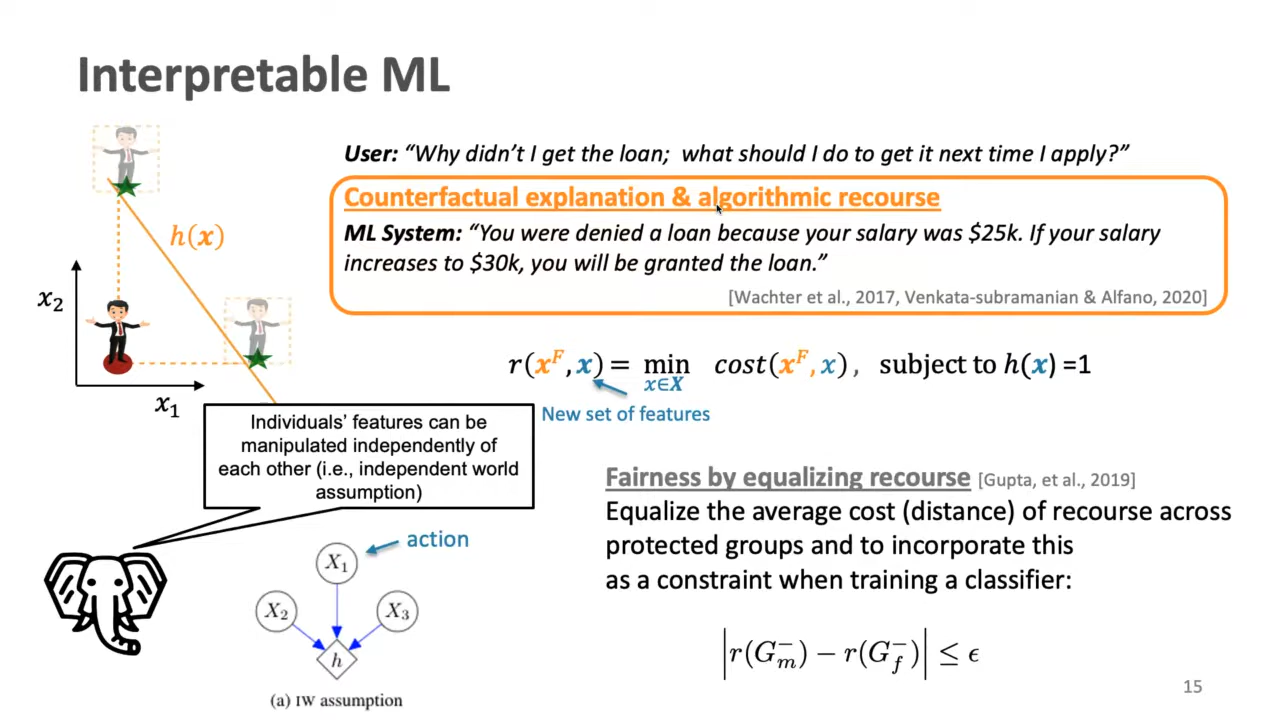 Interpretable ML
User: “Why didn’t I get the loan; what should I do to get it next time I apply?”
Counterfactual explanation & algorithmic recourse
ML System: “You were denied a loan because your salary was $25k. If your salary
increases to $30k, you will be granted the loan.”
[Wachter et al., 2017, Venkata-subramanian & Alfano, 2020]
h(x)
x₂
x₁
r(xᶠ, x) = min cost(xᶠ, x), subject to h(x) =1
x∈X
New set of features
Individuals’ features can be
manipulated independently of
each other (i.e., independent world
assumption)
Fairness by equalizing recourse [Gupta, et al., 2019]
Equalize the average cost (distance) of recourse across
protected groups and to incorporate this
as a constraint when training a classifier:
|r(G⁻ₘ) − r(G⁻_f)| ≤ ϵ
action
X₁
X₂
X₃
h
(a) IW assumption
15